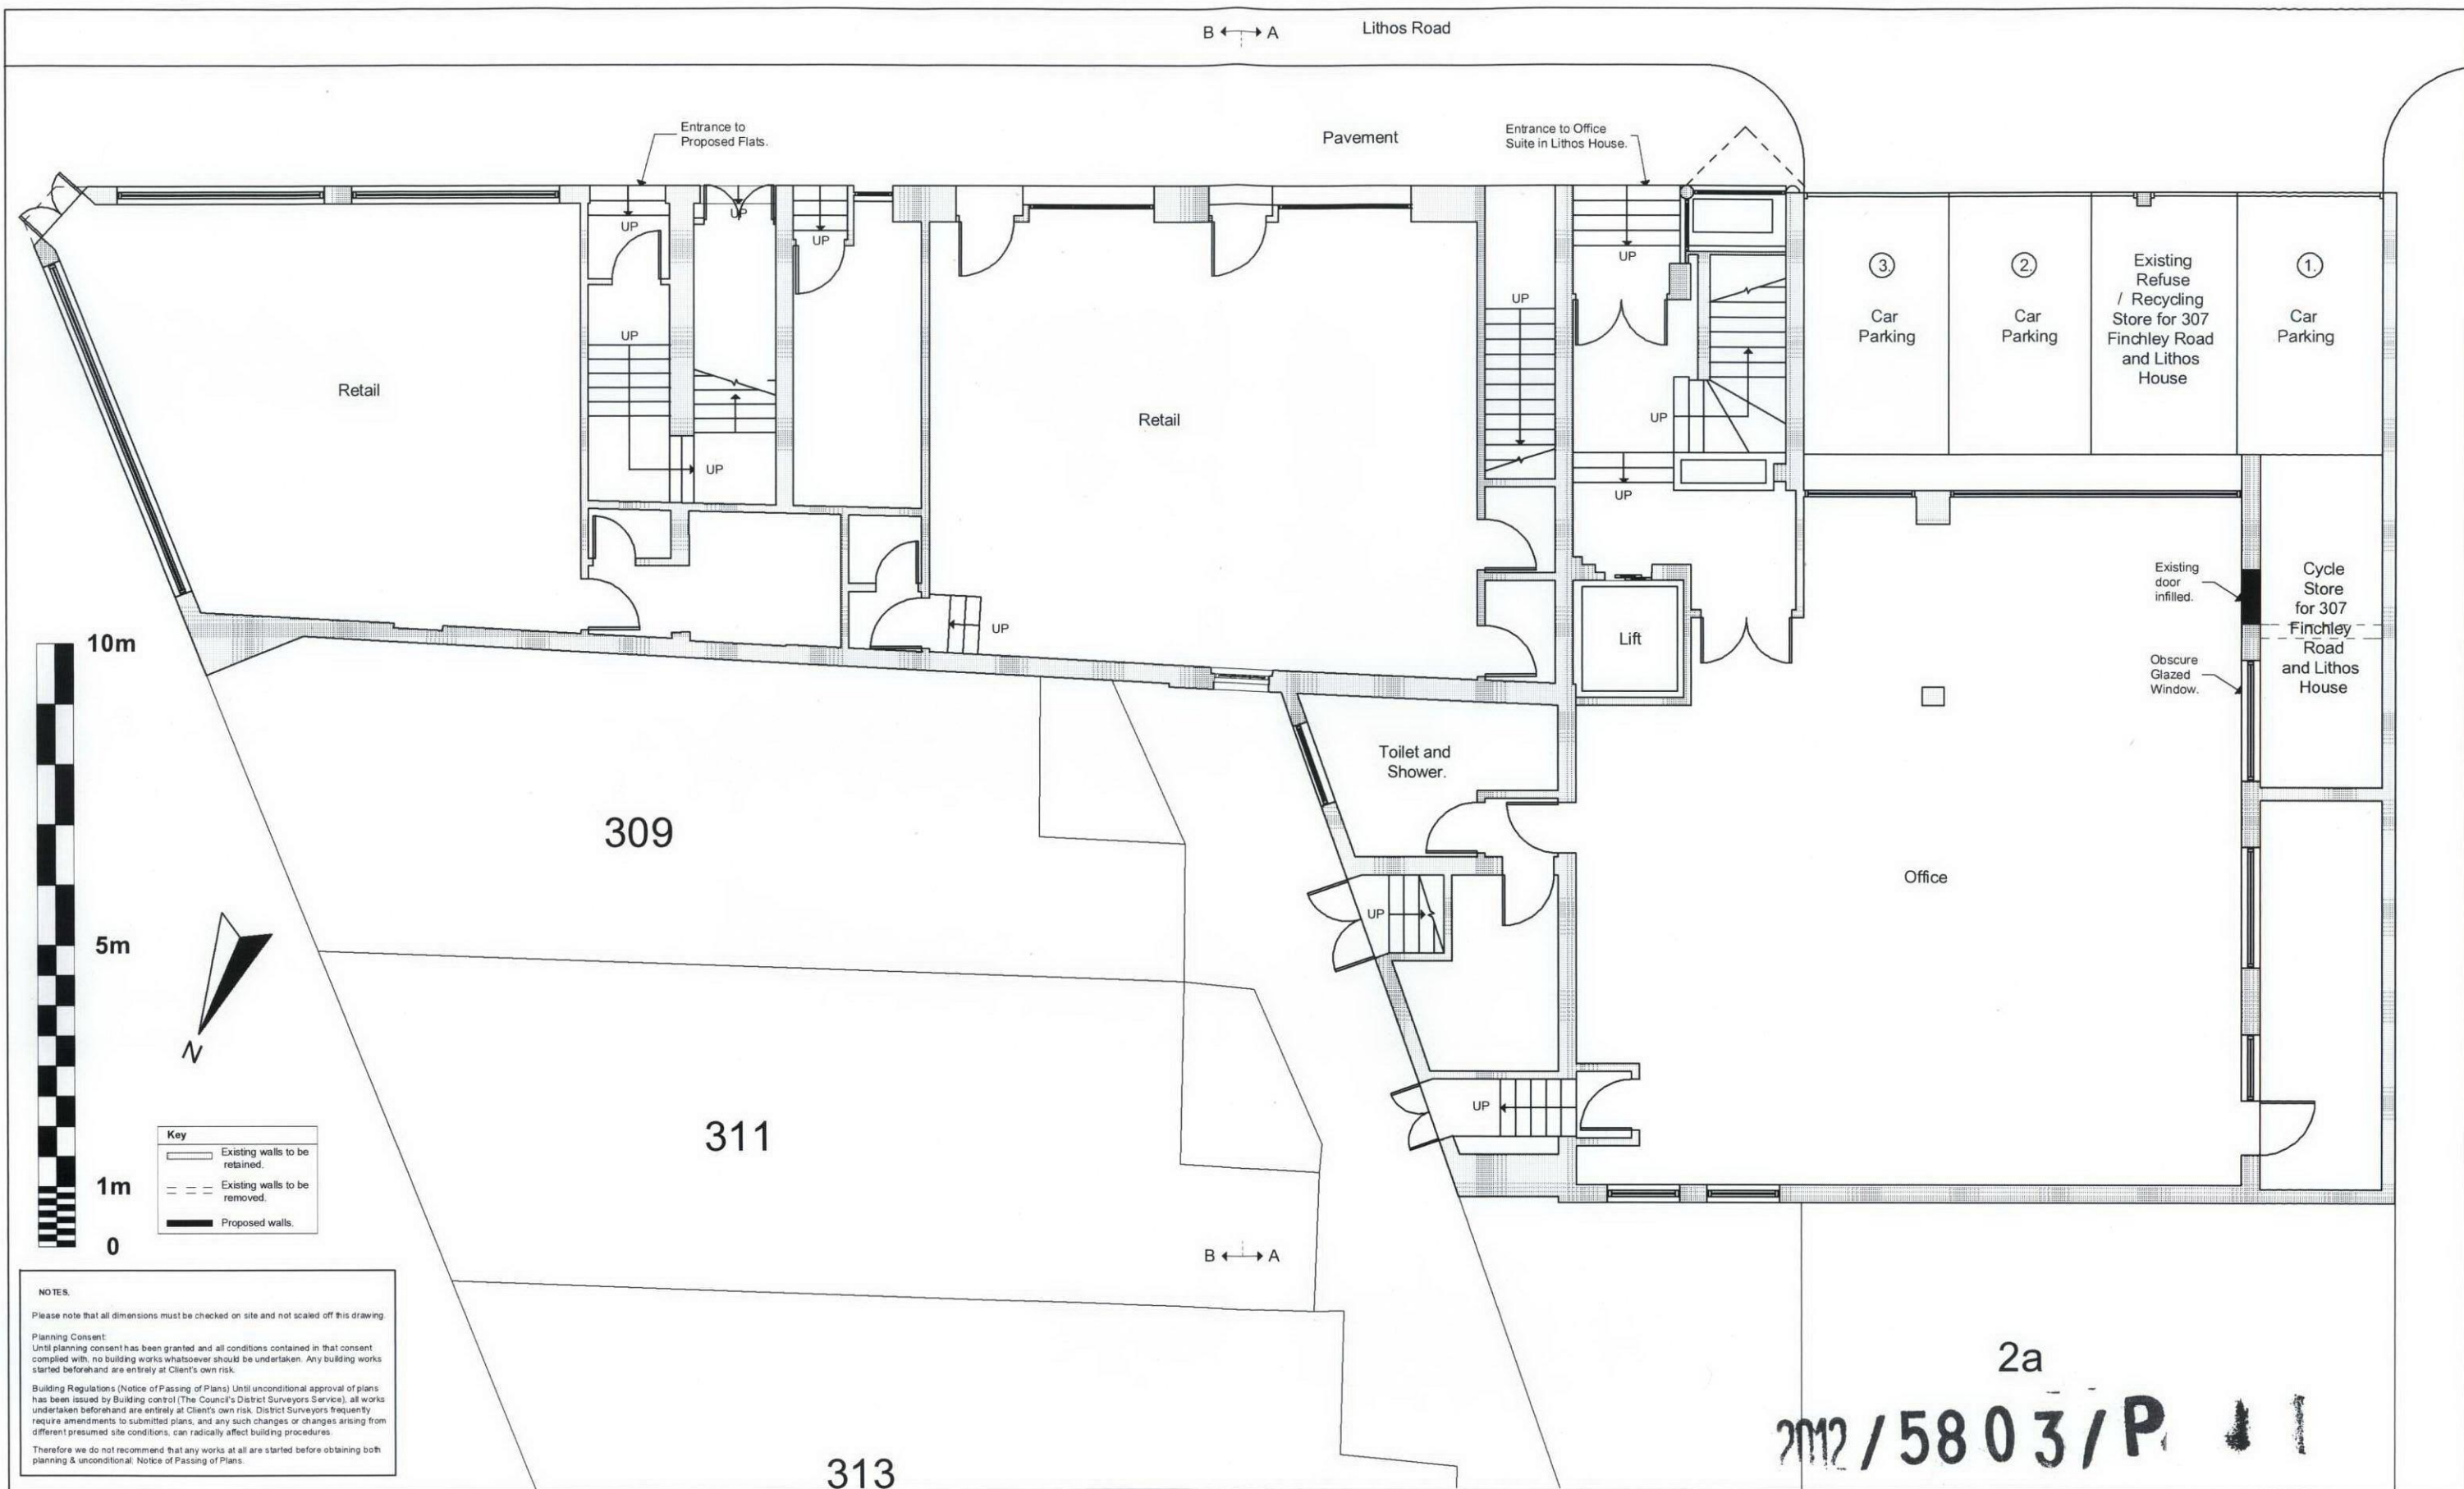 B A
Lithos Road
Entrance to
Proposed Flats.
Pavement
Entrance to Office
Suite in Lithos House.
UP
UP
UP
UP
UP
UP
UP
UP
UP
UP
UP
Retail
Retail
3.
Car
Parking
2.
Car
Parking
Existing
Refuse
/ Recycling
Store for 307
Finchley Road
and Lithos
House
1.
Car
Parking
Existing
door
infilled.
Cycle
Store
for 307
Finchley
Road
and Lithos
House
Obscure
Glazed
Window.
Lift
Toilet and
Shower.
UP
Office
UP
309
311
313
2a
10m
5m
1m
0
N
Key
Existing walls to be
retained.
Existing walls to be
removed.
Proposed walls.
B A
NOTES.
Please note that all dimensions must be checked on site and not scaled off this drawing.
Planning Consent:
Until planning consent has been granted and all conditions contained in that consent
complied with, no building works whatsoever should be undertaken. Any building works
started beforehand are entirely at Client's own risk.
Building Regulations (Notice of Passing of Plans) Until unconditional approval of plans
has been issued by Building control (The Council's District Surveyors Service), all works
undertaken beforehand are entirely at Client's own risk. District Surveyors frequently
require amendments to submitted plans, and any such changes or changes arising from
different presumed site conditions, can radically affect building procedures.
Therefore we do not recommend that any works at all are started before obtaining both
planning & unconditional: Notice of Passing of Plans.
2012/5803/P